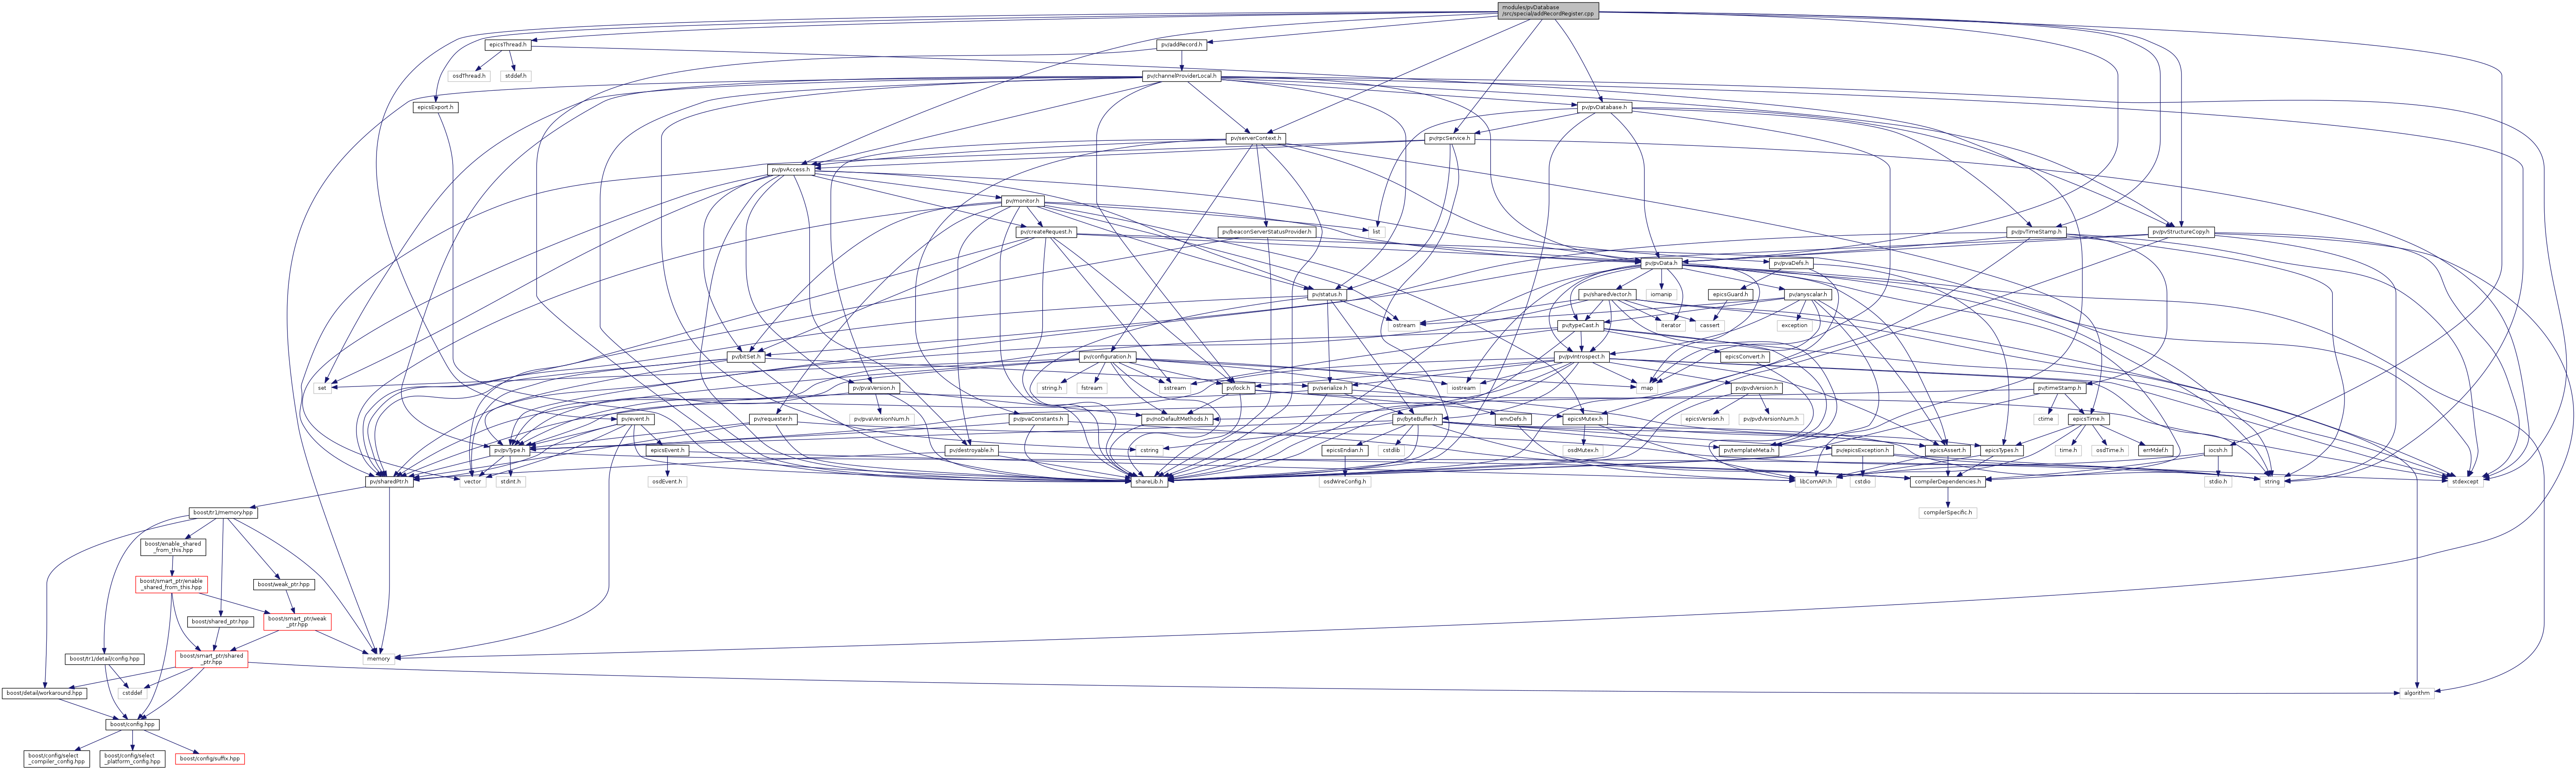 modules/pvDatabase
/src/special/addRecordRegister.cpp
epicsThread.h
pv/addRecord.h
osdThread.h
stddef.h
pv/channelProviderLocal.h
epicsExport.h
pv/pvDatabase.h
pv/serverContext.h
pv/rpcService.h
pv/pvAccess.h
pv/monitor.h
pv/createRequest.h
pv/beaconServerStatusProvider.h
list
pv/pvTimeStamp.h
pv/pvStructureCopy.h
pv/pvData.h
pv/pvaDefs.h
pv/status.h
pv/sharedVector.h
iomanip
epicsGuard.h
pv/anyscalar.h
ostream
pv/typeCast.h
iterator
cassert
exception
pv/bitSet.h
pv/configuration.h
pv/pvIntrospect.h
epicsConvert.h
set
pv/pvaVersion.h
string.h
fstream
sstream
pv/lock.h
pv/serialize.h
iostream
map
pv/pvdVersion.h
pv/timeStamp.h
pv/event.h
pv/requester.h
pv/pvaVersionNum.h
pv/pvaConstants.h
pv/noDefaultMethods.h
pv/byteBuffer.h
envDefs.h
epicsMutex.h
epicsVersion.h
pv/pvdVersionNum.h
ctime
epicsTime.h
pv/pvType.h
epicsEvent.h
pv/destroyable.h
cstring
epicsEndian.h
cstdlib
osdMutex.h
pv/templateMeta.h
pv/epicsException.h
epicsAssert.h
epicsTypes.h
time.h
osdTime.h
errMdef.h
iocsh.h
pv/sharedPtr.h
vector
stdint.h
osdEvent.h
shareLib.h
osdWireConfig.h
libComAPI.h
cstdio
compilerDependencies.h
string
stdio.h
stdexcept
boost/tr1/memory.hpp
compilerSpecific.h
boost/enable_shared
_from_this.hpp
boost/smart_ptr/enable
_shared_from_this.hpp
boost/weak_ptr.hpp
boost/shared_ptr.hpp
boost/smart_ptr/weak
_ptr.hpp
boost/tr1/detail/config.hpp
boost/smart_ptr/shared
_ptr.hpp
memory
boost/detail/workaround.hpp
cstddef
algorithm
boost/config.hpp
boost/config/select
_compiler_config.hpp
boost/config/select
_platform_config.hpp
boost/config/suffix.hpp